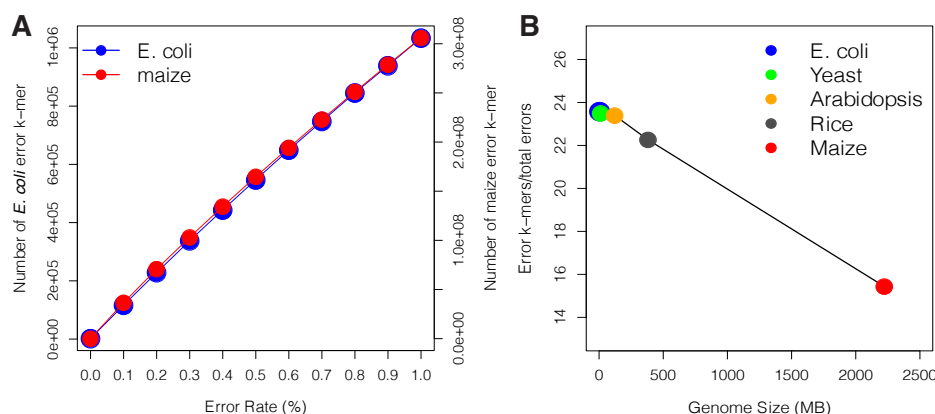 A
E. coli
maize
Number of E. coli error k-mer
0e+00
2e+05
4e+05
6e+05
8e+05
1e+06
0.0 0.1 0.2 0.3 0.4 0.5 0.6 0.7 0.8 0.9 1.0
Error Rate (%)
Number of maize error k-mer
0.0e+00
1.0e+08
2.0e+08
3.0e+08
B
E. coli
Yeast
Arabidopsis
Rice
Maize
Error k-mers/total errors
14
16
18
20
22
24
26
0 500 1000 1500 2000 2500
Genome Size (MB)